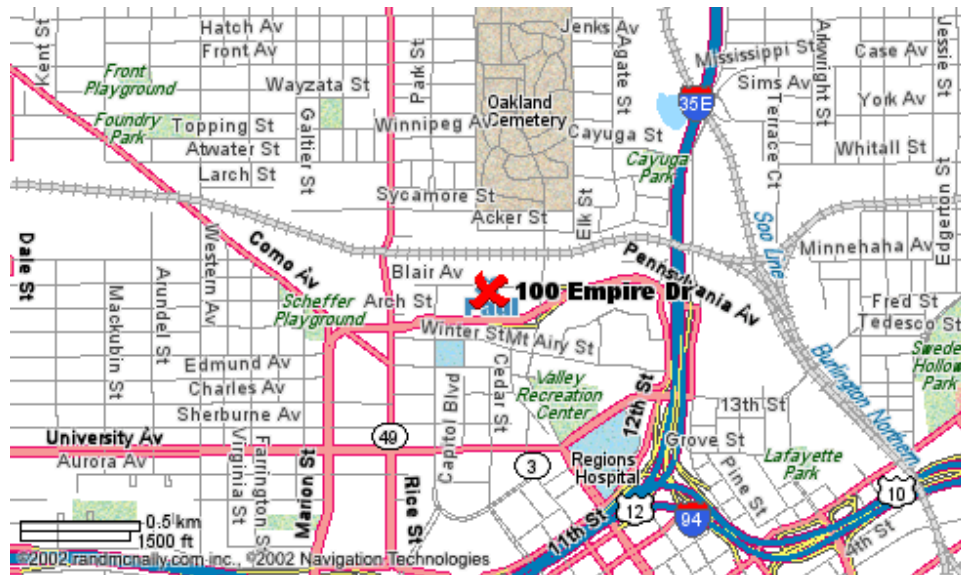 Hatch Av
Jenks Av
Kent St
Front Av
Park St
Agate St
Mississippi St
Arkwright St
Case Av
Jessie St
Front
Playground
Wayzata St
Sims Av
35E
York Av
Oakland
Cemetery
Foundry
Park
Topping St
Galtier St
Winnipeg Av
Cayuga St
Terrace Ct
Atwater St
Whitall St
Larch St
Cayuga
Park
Sycamore St
Acker St
Elk St
Edgerton St
Soo Line
Dale St
Western Av
Como Av
Minnehaha Av
Pennsylvania Av
Blair Av
Mackubin St
Arundel St
Scheffer
Playground
Arch St
Paul
100 Empire Dr
Fred St
Tedesco St
Winter St
Mt Airy St
Swede
Hollow
Park
Edmund Av
Charles Av
Capitol Blvd
Cedar St
Valley
Recreation
Center
12th St
Burlington Northern
13th St
Sherburne Av
University Av
49
Virginia St
Farrington St
Marion St
Rice St
Grove St
Aurora Av
3
Regions
Hospital
Pine St
Lafayette
Park
10
12
94
11th St
4th St
0.5 km
1500 ft
©2002 randmcnally.com inc., ©2002 Navigation Technologies